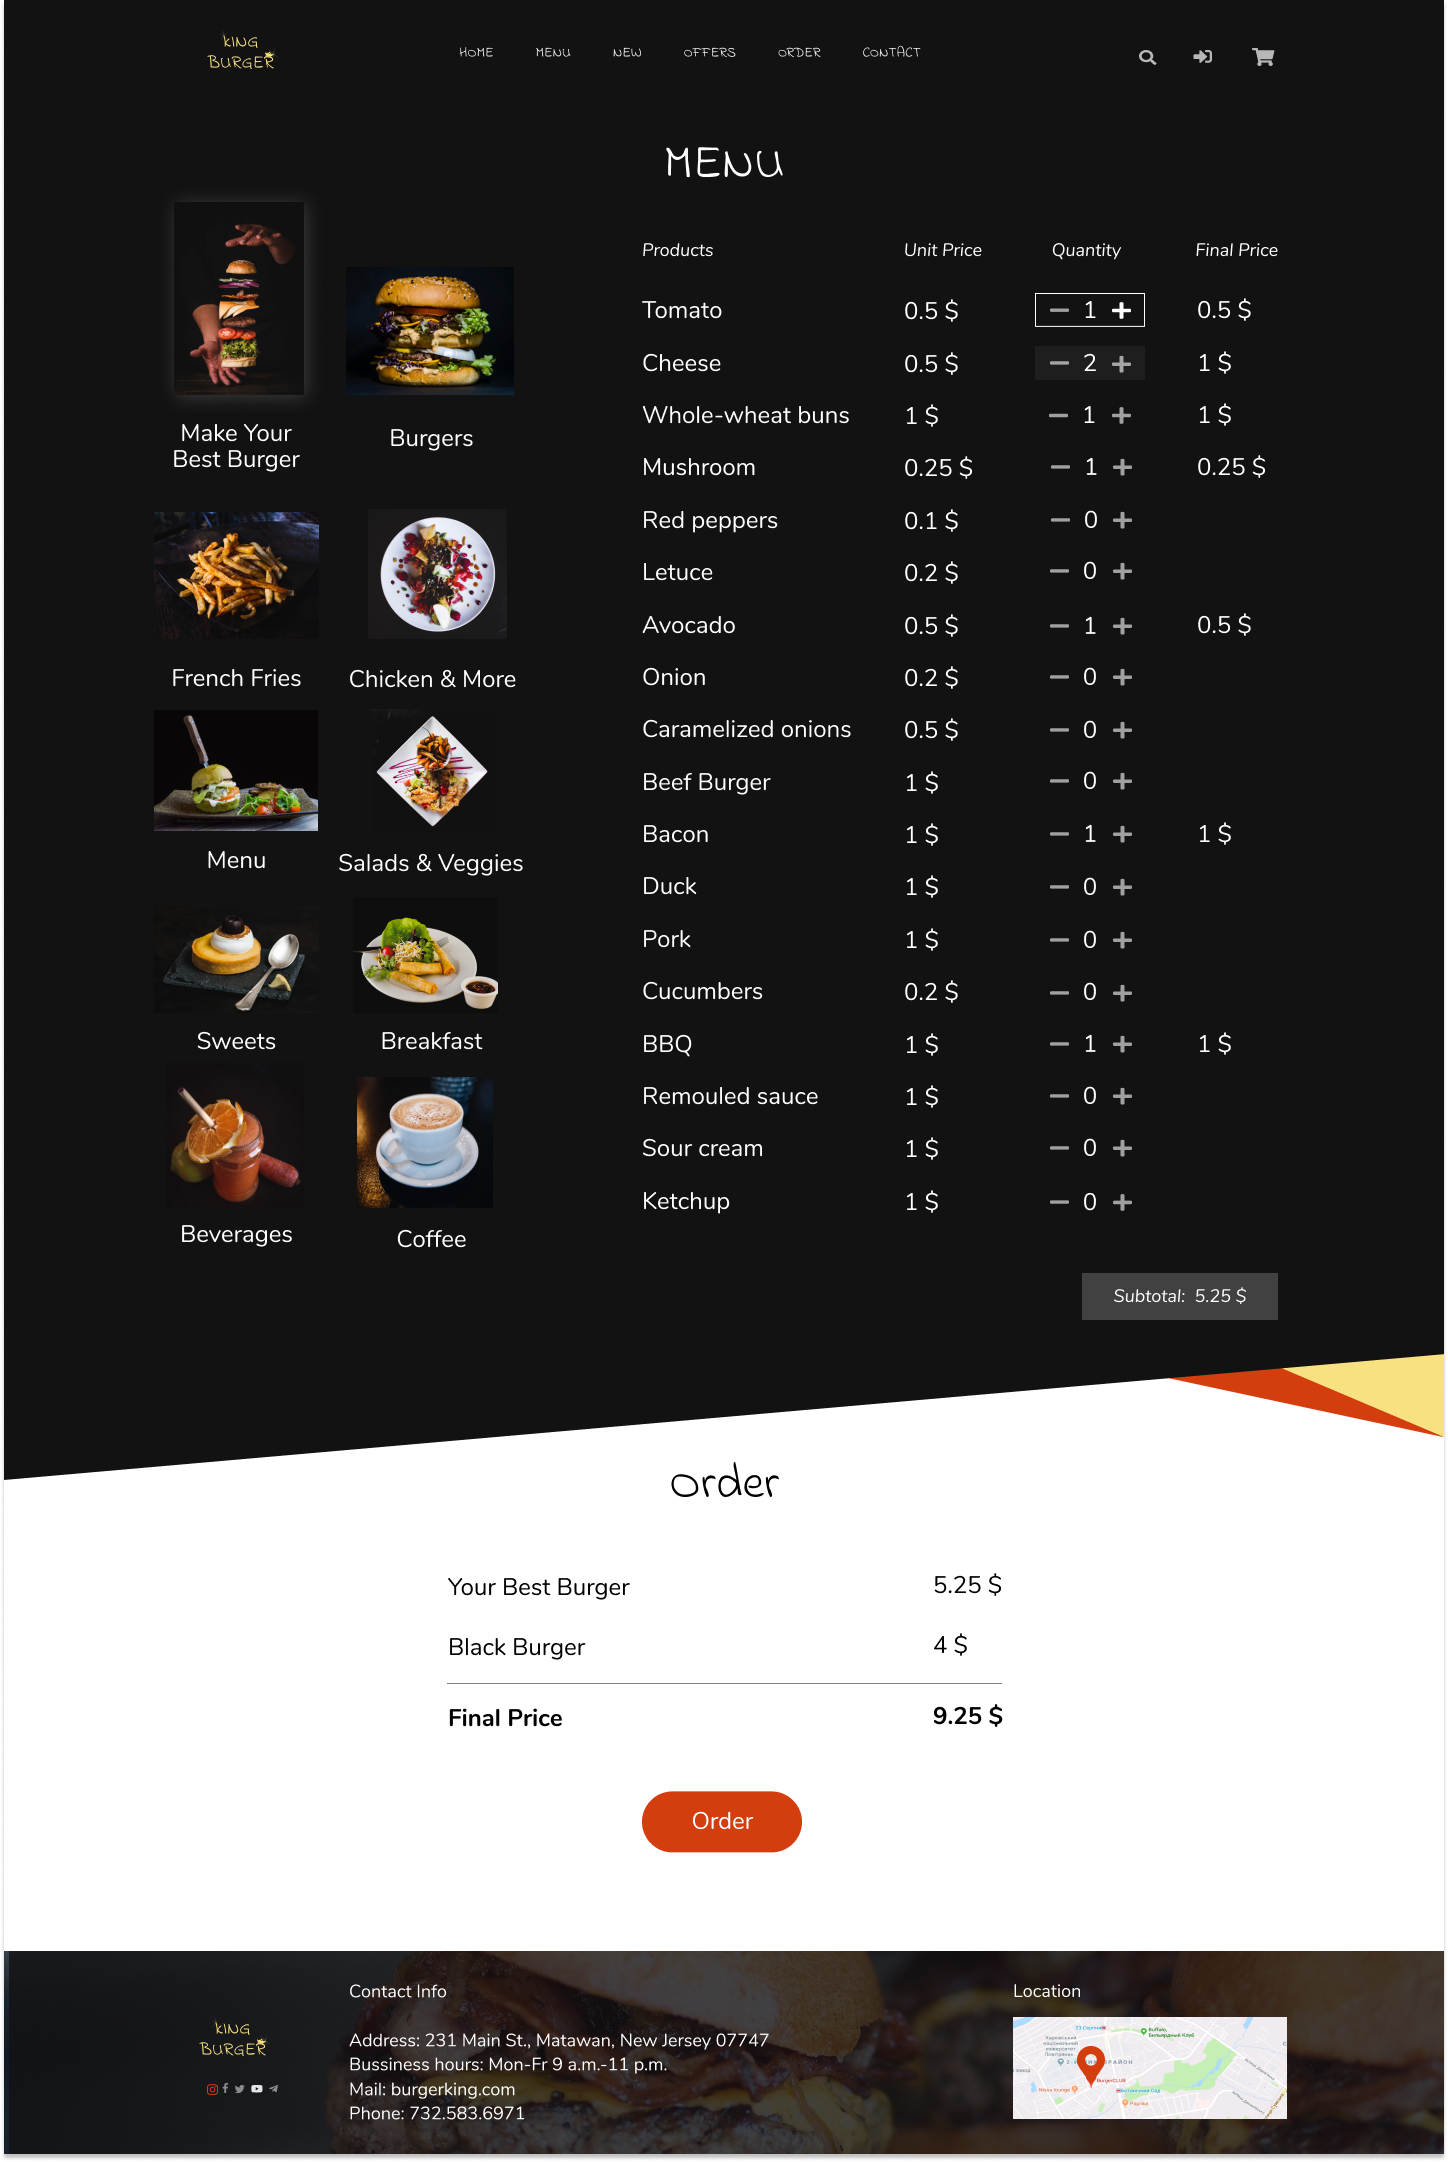 KING
BURGER
HOME MENU NEW OFFERS ORDER CONTACT
MENU
Make Your
Best Burger
Burgers
French Fries
Chicken & More
Menu
Salads & Veggies
Sweets
Breakfast
Beverages
Coffee
Products Unit Price Quantity Final Price
Tomato 0.5 $ 1 0.5 $
Cheese 0.5 $ 2 1 $
Whole-wheat buns 1 $ 1 1 $
Mushroom 0.25 $ 1 0.25 $
Red peppers 0.1 $ 0
Letuce 0.2 $ 0
Avocado 0.5 $ 1 0.5 $
Onion 0.2 $ 0
Caramelized onions 0.5 $ 0
Beef Burger 1 $ 0
Bacon 1 $ 1 1 $
Duck 1 $ 0
Pork 1 $ 0
Cucumbers 0.2 $ 0
BBQ 1 $ 1 1 $
Remouled sauce 1 $ 0
Sour cream 1 $ 0
Ketchup 1 $ 0
Subtotal: 5.25 $
Order
Your Best Burger 5.25 $
Black Burger 4 $
Final Price 9.25 $
Order
KING
BURGER
Contact Info
Address: 231 Main St., Matawan, New Jersey 07747
Bussiness hours: Mon-Fr 9 a.m.-11 p.m.
Mail: burgerking.com
Phone: 732.583.6971
Location
Buffalo,
Бильярдный Клуб
BurgerCLUB